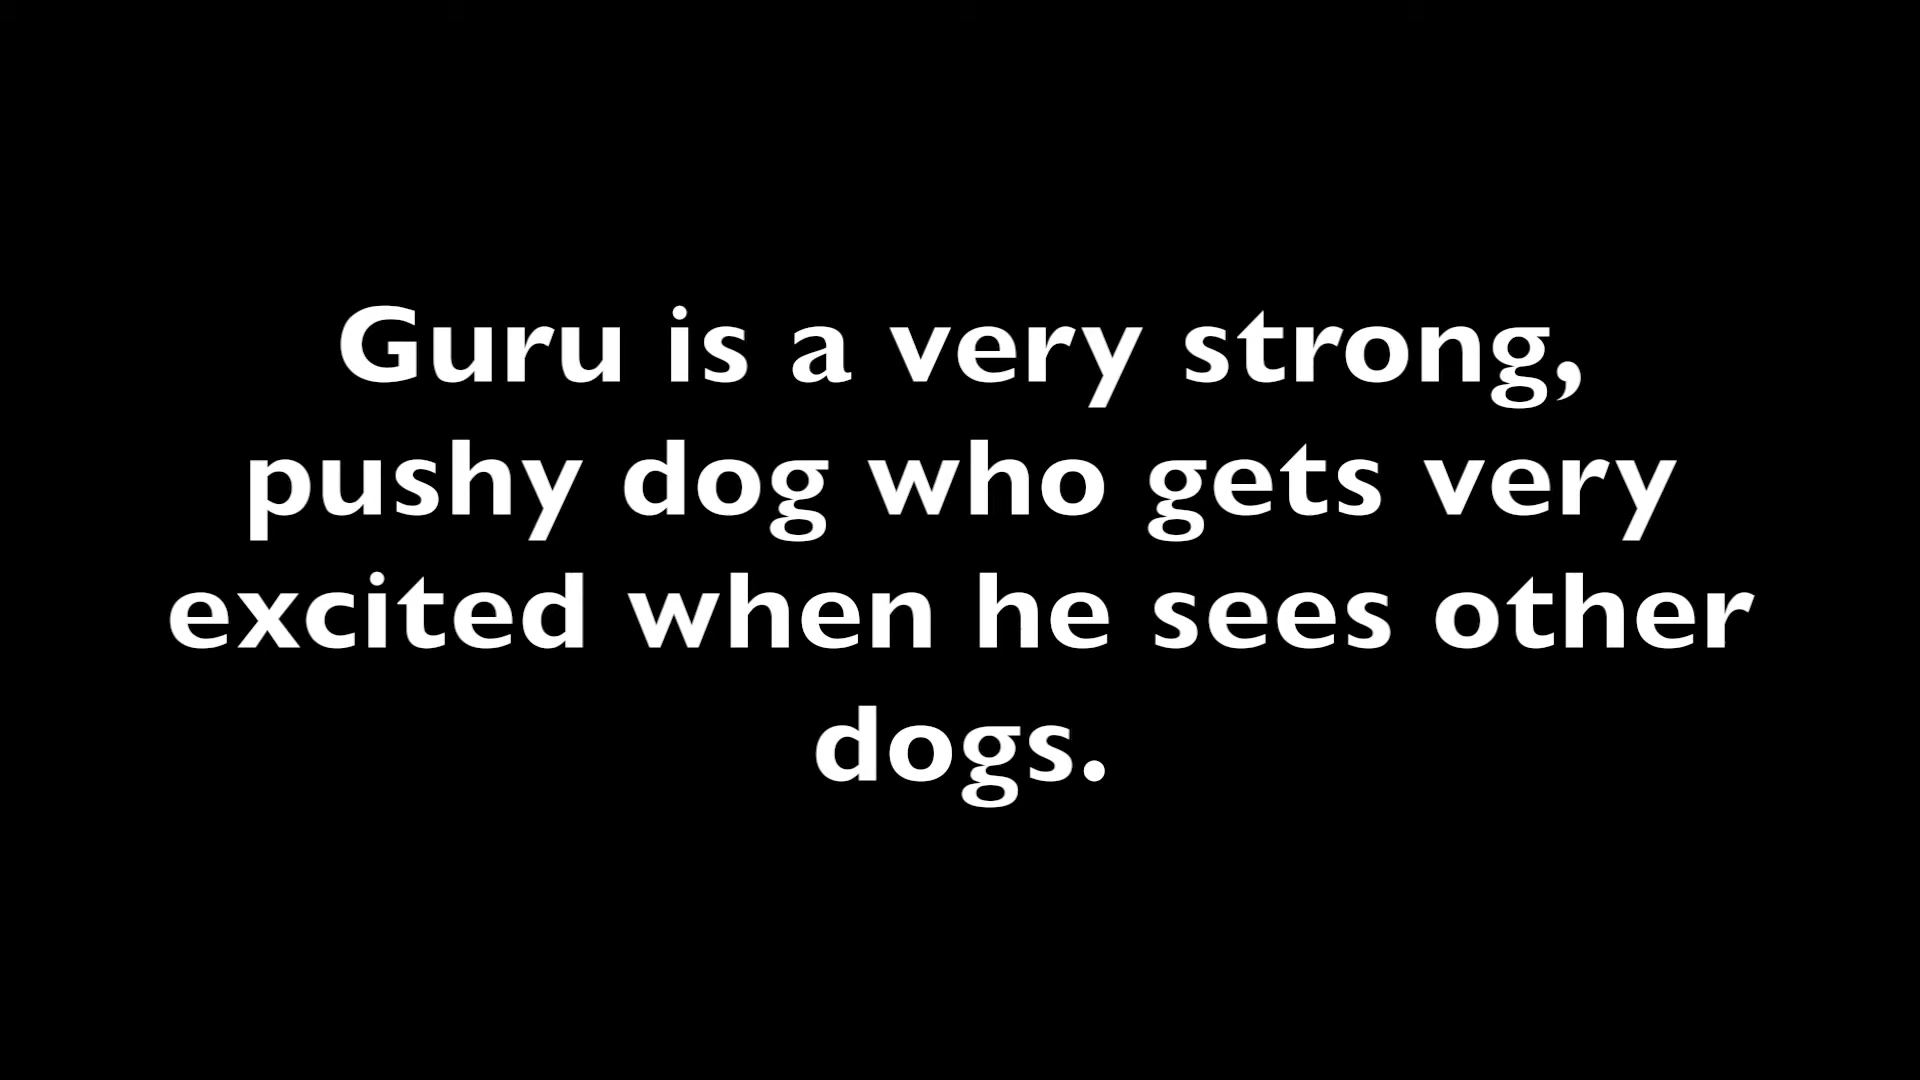 Guru is a very strong,
pushy dog who gets very
excited when he sees other
dogs.